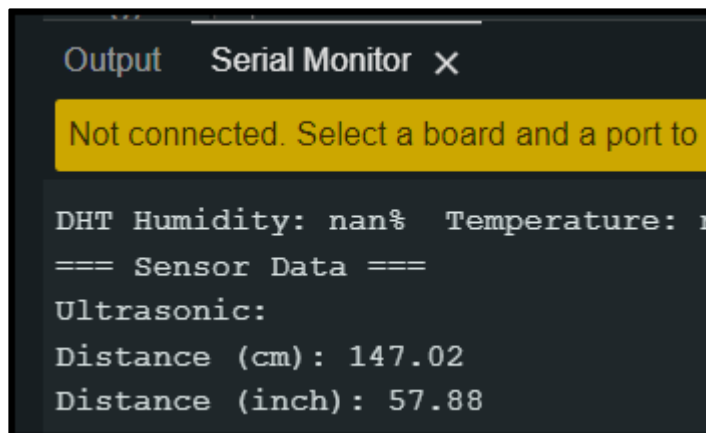 Output Serial Monitor
Not connected. Select a board and a port to
DHT Humidity: nan% Temperature:
=== Sensor Data ===
Ultrasonic:
Distance (cm): 147.02
Distance (inch): 57.88